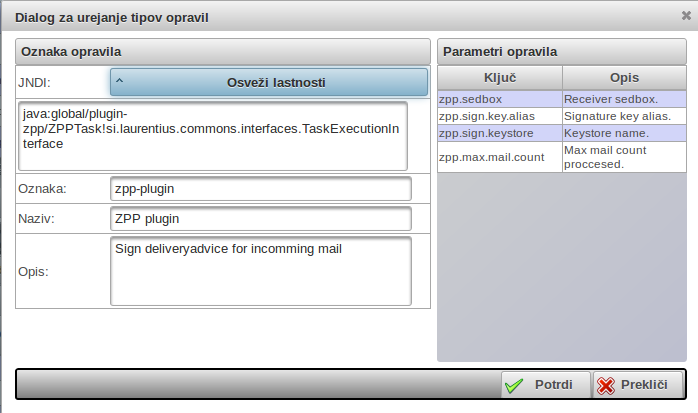 Dialog za urejanje tipov opravil
Oznaka opravila
JNDI:
Osveži lastnosti
java:global/plugin-
zpp/ZPPTask!si.laurentius.commons.interfaces.TaskExecutionIn
terface
Oznaka:
zpp-plugin
Naziv:
ZPP plugin
Opis:
Sign deliveryadvice for incomming mail
Parametri opravila
Ključ Opis
zpp.sedbox Receiver sedbox.
zpp.sign.key.alias Signature key alias.
zpp.sign.keystore Keystore name.
zpp.max.mail.count Max mail count
proccesed.
Potrdi
Prekliči